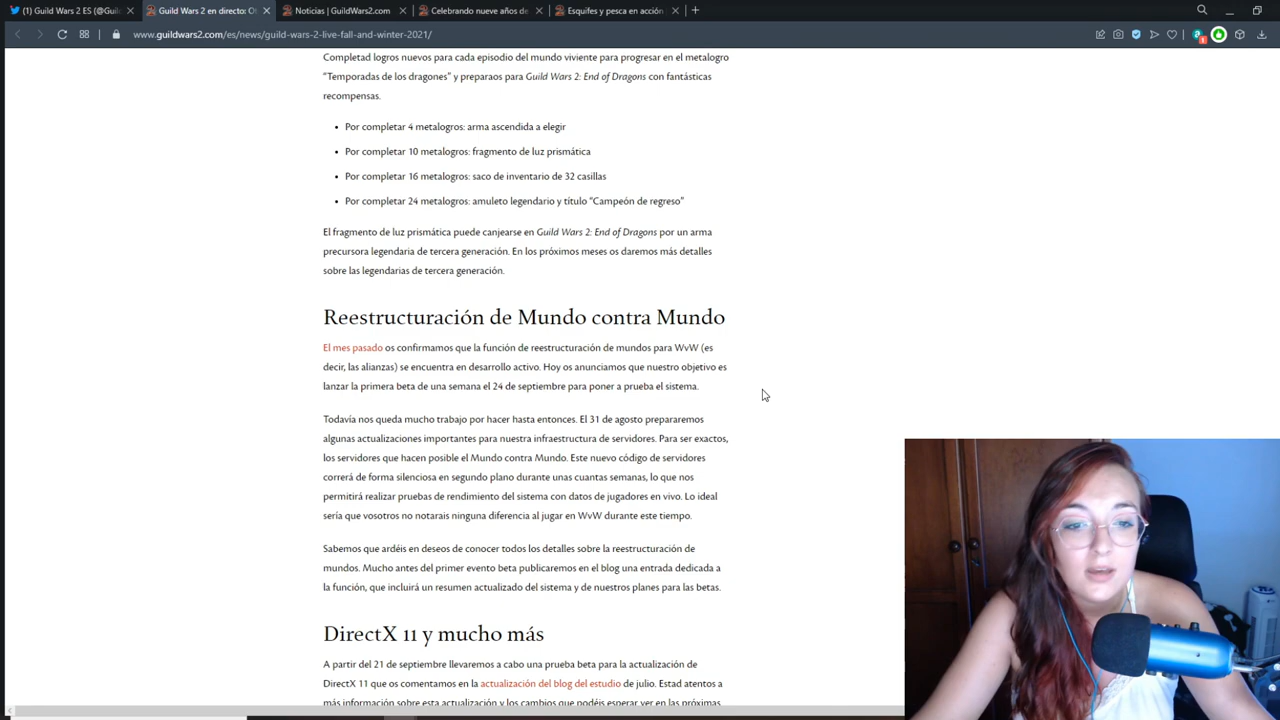 (1) Guild Wars 2 ES (@Guil
Guild Wars 2 en directo: Ot
Noticias | GuildWars2.com
Celebrando nueve años de
Esquifes y pesca en acción
www.guildwars2.com/es/news/guild-wars-2-live-fall-and-winter-2021/
Completad logros nuevos para cada episodio del mundo viviente para progresar en el metalogro
“Temporadas de los dragones” y preparaos para Guild Wars 2: End of Dragons con fantásticas
recompensas.
• Por completar 4 metalogros: arma ascendida a elegir
• Por completar 10 metalogros: fragmento de luz prismática
• Por completar 16 metalogros: saco de inventario de 32 casillas
• Por completar 24 metalogros: amuleto legendario y título “Campeón de regreso”
El fragmento de luz prismática puede canjearse en Guild Wars 2: End of Dragons por un arma
precursora legendaria de tercera generación. En los próximos meses os daremos más detalles
sobre las legendarias de tercera generación.
Reestructuración de Mundo contra Mundo
El mes pasado os confirmamos que la función de reestructuración de mundos para WvW (es
decir, las alianzas) se encuentra en desarrollo activo. Hoy os anunciamos que nuestro objetivo es
lanzar la primera beta de una semana el 24 de septiembre para poner a prueba el sistema.
Todavía nos queda mucho trabajo por hacer hasta entonces. El 31 de agosto prepararemos
algunas actualizaciones importantes para nuestra infraestructura de servidores. Para ser exactos,
los servidores que hacen posible el Mundo contra Mundo. Este nuevo código de servidores
correrá de forma silenciosa en segundo plano durante unas cuantas semanas, lo que nos
permitirá realizar pruebas de rendimiento del sistema con datos de jugadores en vivo. Lo ideal
sería que vosotros no notarais ninguna diferencia al jugar en WvW durante este tiempo.
Sabemos que ardéis en deseos de conocer todos los detalles sobre la reestructuración de
mundos. Mucho antes del primer evento beta publicaremos en el blog una entrada dedicada a
la función, que incluirá un resumen actualizado del sistema y de nuestros planes para las betas.
DirectX 11 y mucho más
A partir del 21 de septiembre llevaremos a cabo una prueba beta para la actualización de
DirectX 11 que os comentamos en la actualización del blog del estudio de julio. Estad atentos a
más información sobre esta actualización y los cambios que podéis esperar ver en las próximas